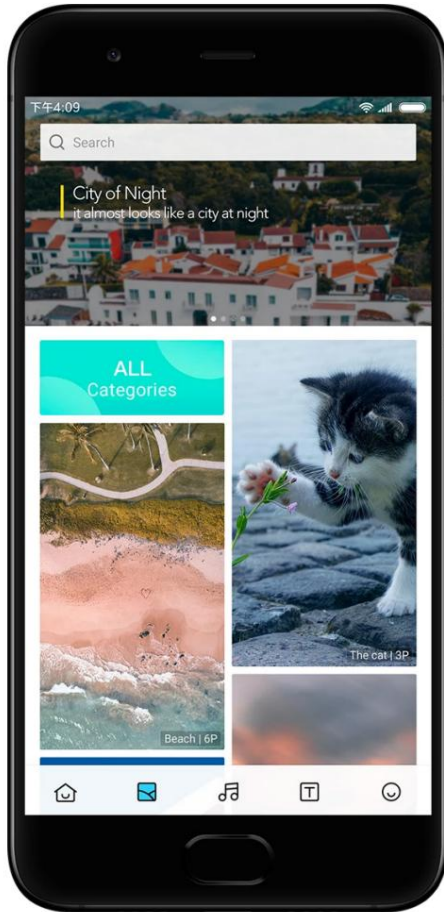 下午4:09
Search
City of Night
it almost looks like a city at night
ALL
Categories
The cat | 3P
Beach | 6P
T